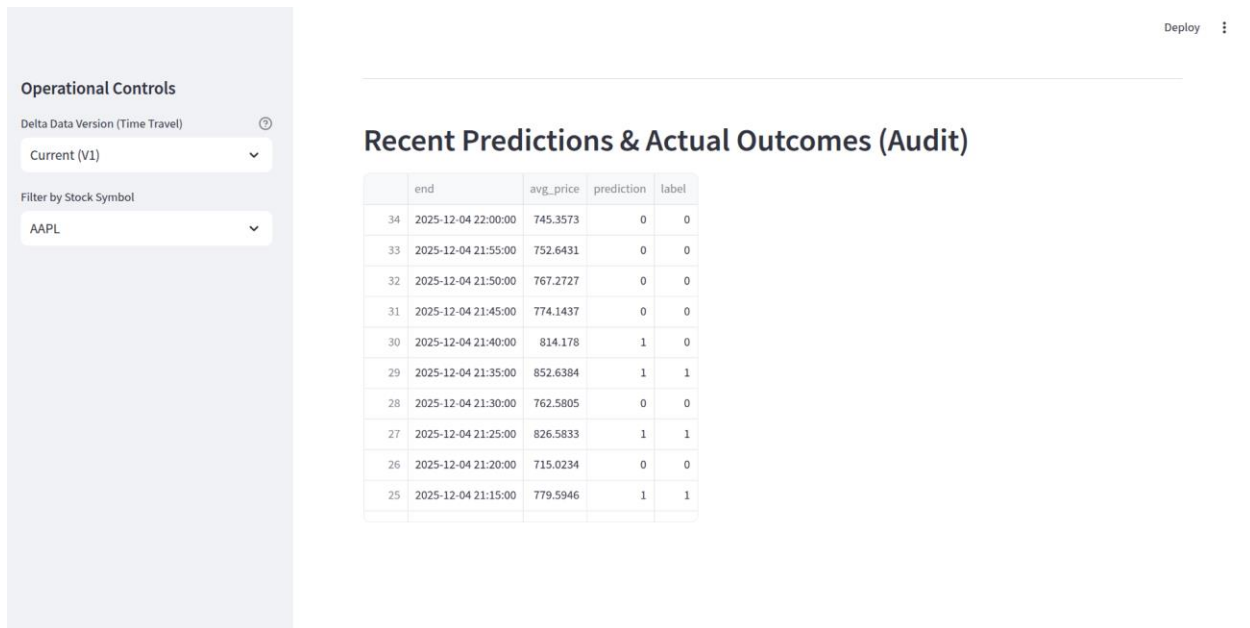 Deploy
Operational Controls
Delta Data Version (Time Travel)
Current (V1)
Filter by Stock Symbol
AAPL
Recent Predictions & Actual Outcomes (Audit)
end avg_price prediction label
34 2025-12-04 22:00:00 745.3573 0 0
33 2025-12-04 21:55:00 752.6431 0 0
32 2025-12-04 21:50:00 767.2727 0 0
31 2025-12-04 21:45:00 774.1437 0 0
30 2025-12-04 21:40:00 814.178 1 0
29 2025-12-04 21:35:00 852.6384 1 1
28 2025-12-04 21:30:00 762.5805 0 0
27 2025-12-04 21:25:00 826.5833 1 1
26 2025-12-04 21:20:00 715.0234 0 0
25 2025-12-04 21:15:00 779.5946 1 1